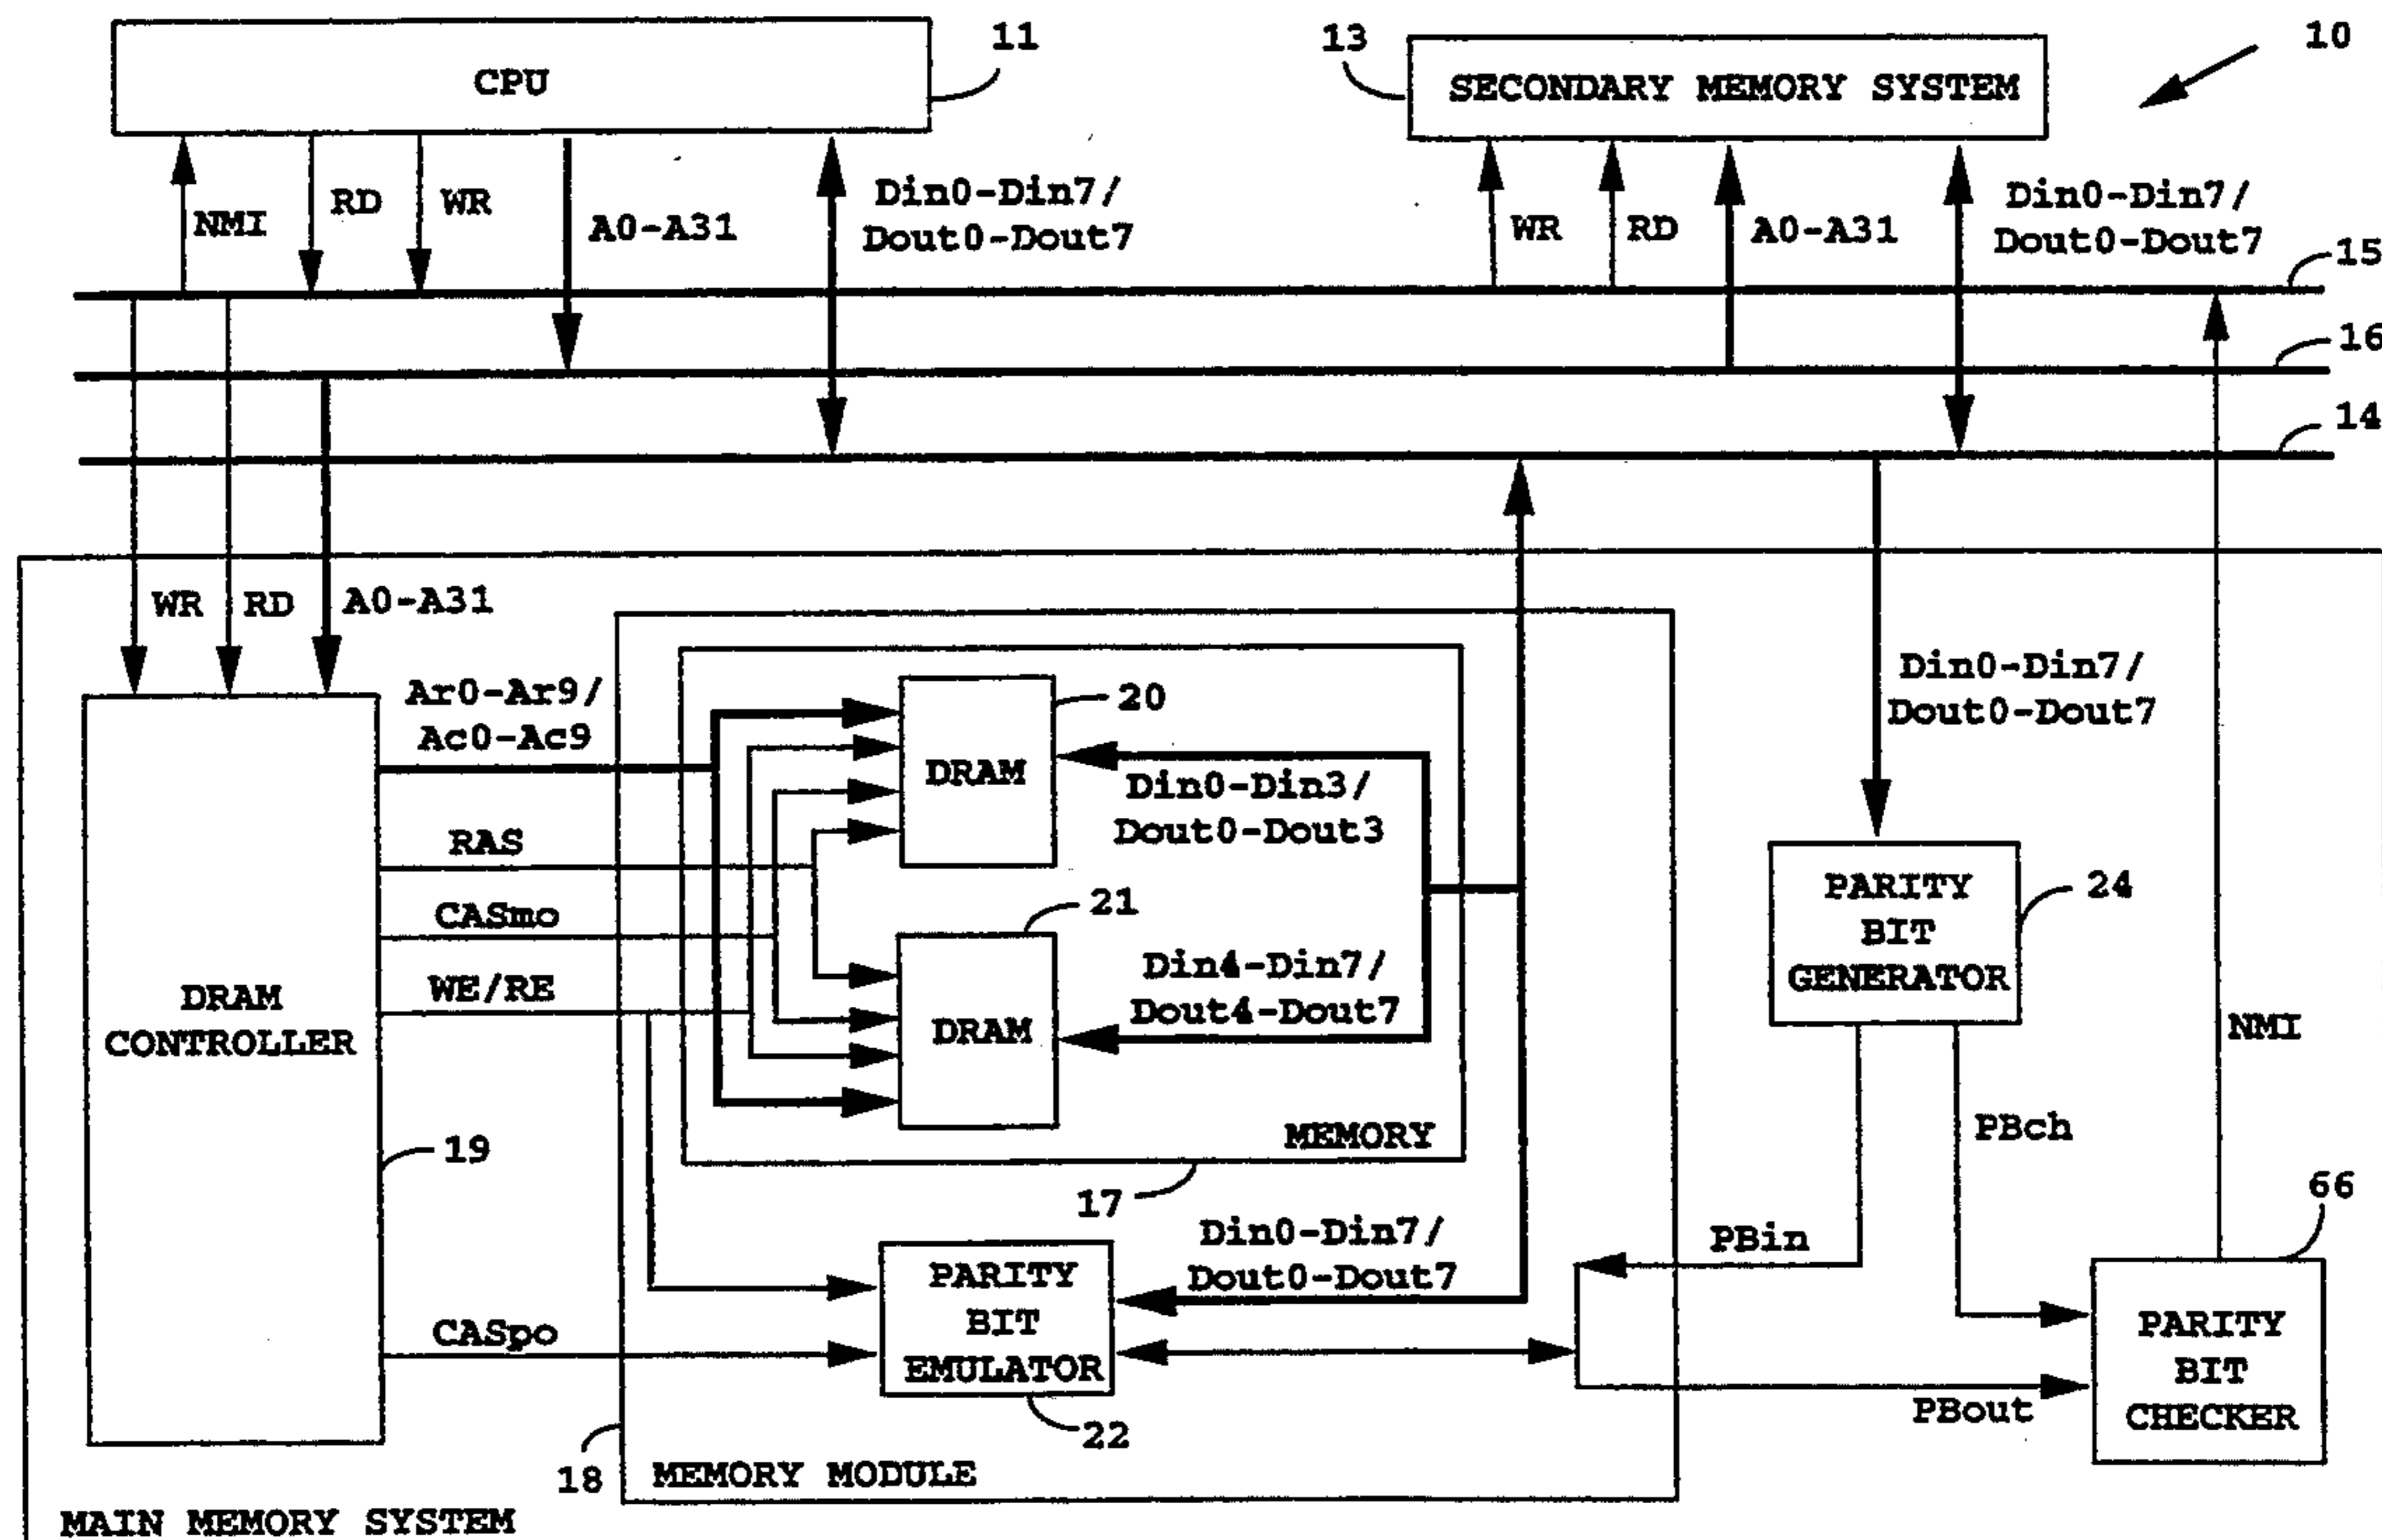 11
13
10
CPU
SECONDARY MEMORY SYSTEM
NMI
RD
WR
A0-A31
Din0-Din7/
Dout0-Dout7
WR
RD
A0-A31
Din0-Din7/
Dout0-Dout7
15
16
14
WR
RD
A0-A31
Ar0-Ar9/
Ac0-Ac9
20
DRAM
Din0-Din3/
Dout0-Dout3
Din0-Din7/
Dout0-Dout7
RAS
CASmo
WE/RE
21
DRAM
Din4-Din7/
Dout4-Dout7
PARITY
BIT
GENERATOR
24
DRAM
CONTROLLER
NMI
MEMORY
PBch
19
17
66
Din0-Din7/
Dout0-Dout7
PBin
PARITY
BIT
EMULATOR
CASpo
PARITY
BIT
CHECKER
PBout
22
18
MEMORY MODULE
MAIN MEMORY SYSTEM